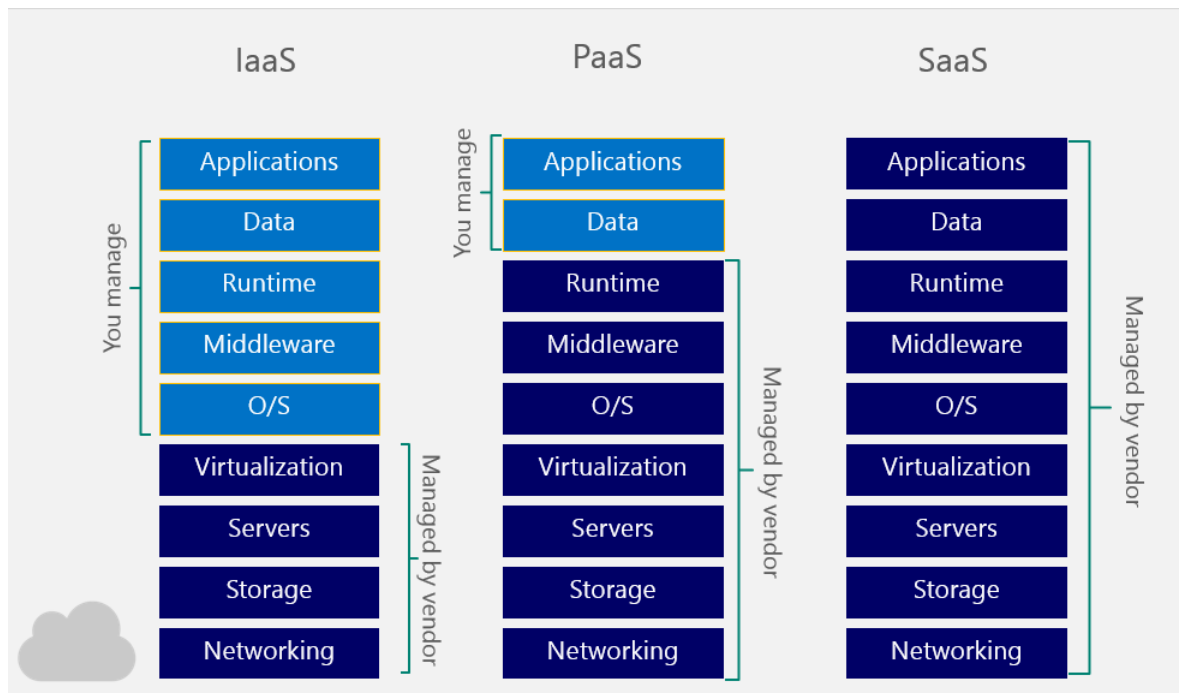 IaaS
You manage
Applications
Data
Runtime
Middleware
O/S
Virtualization
Servers
Storage
Networking
Managed by vendor
PaaS
You manage
Applications
Data
Runtime
Middleware
O/S
Virtualization
Servers
Storage
Networking
Managed by vendor
SaaS
Applications
Data
Runtime
Middleware
O/S
Virtualization
Servers
Storage
Networking
Managed by vendor